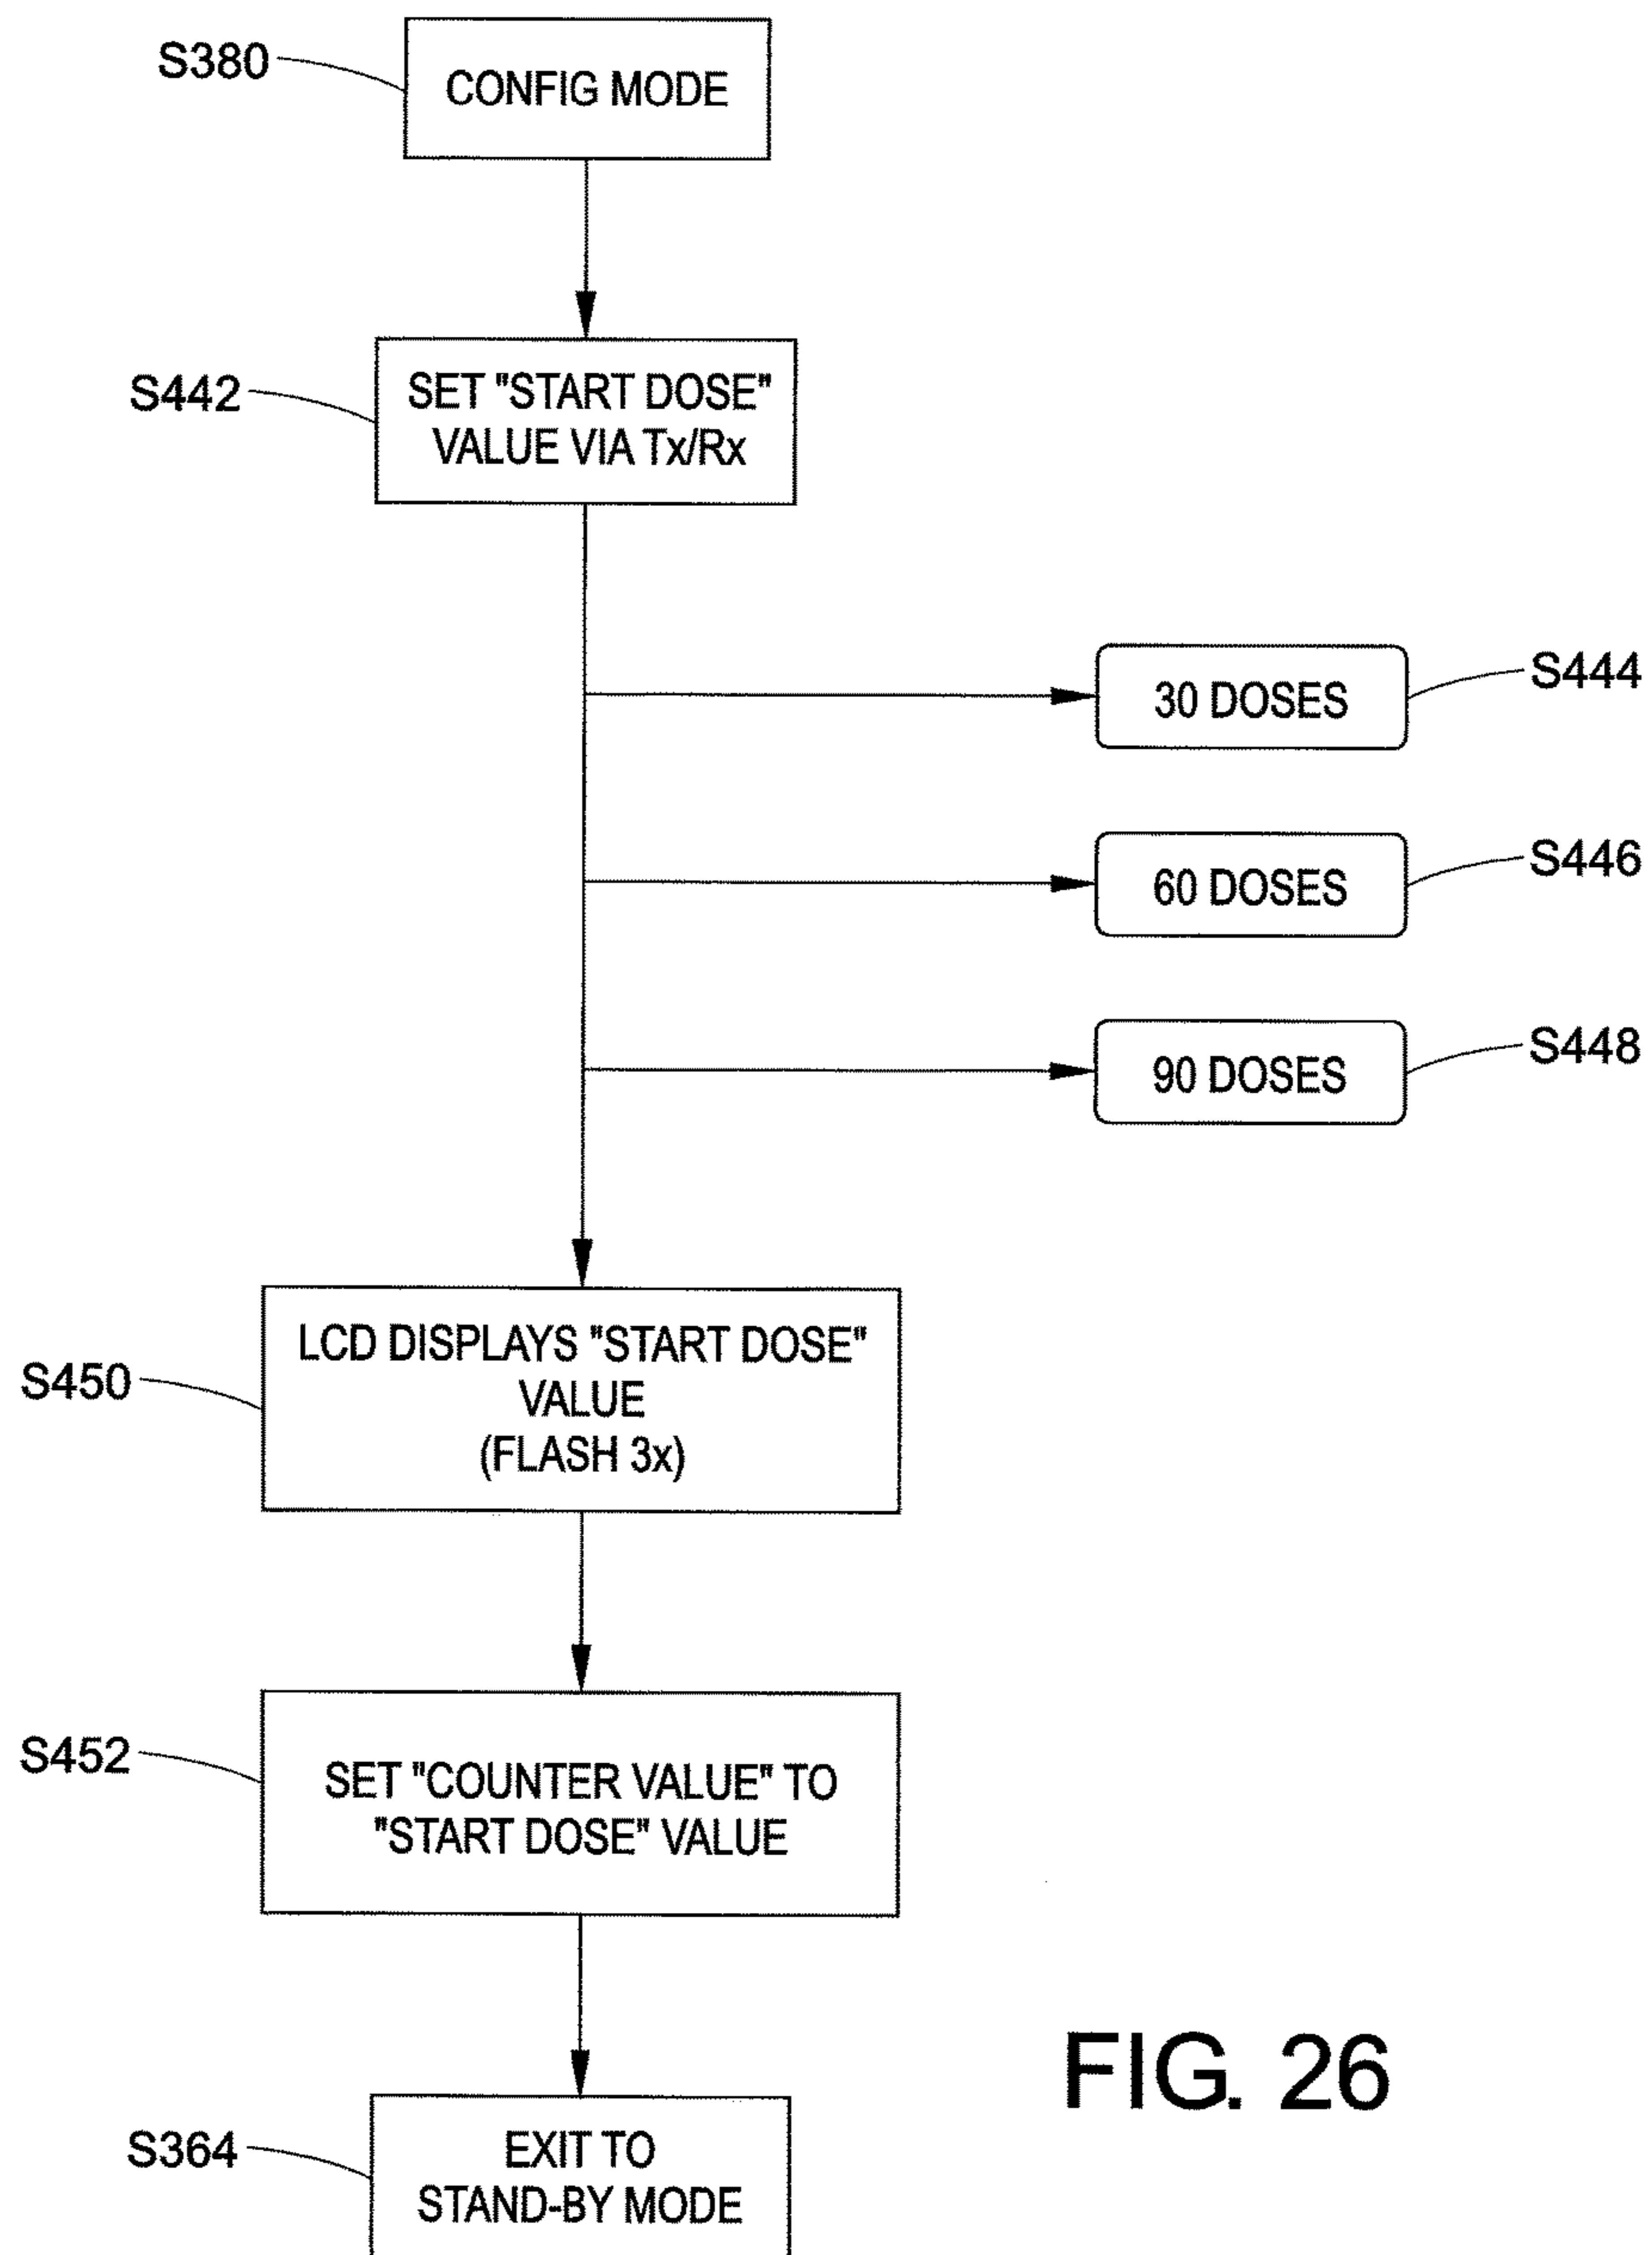 S380
CONFIG MODE
S442
SET "START DOSE"
VALUE VIA Tx/Rx
30 DOSES
S444
60 DOSES
S446
90 DOSES
S448
S450
LCD DISPLAYS "START DOSE"
VALUE
(FLASH 3x)
S452
SET "COUNTER VALUE" TO
"START DOSE" VALUE
S364
EXIT TO
STAND-BY MODE
FIG. 26